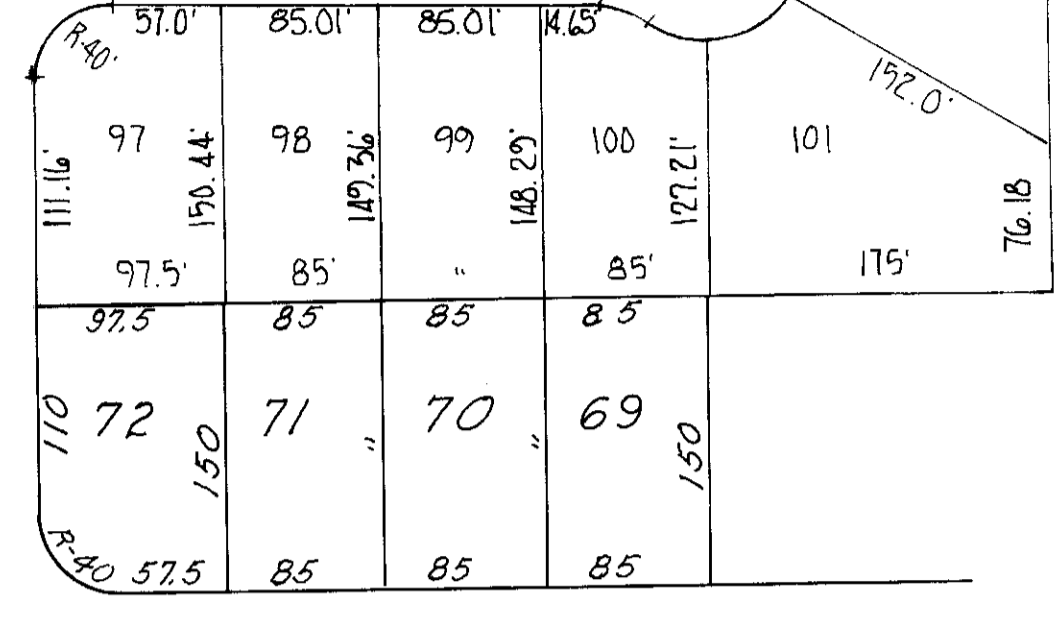 57.0' 85.01' 85.01' 14.65'
R-40'
152.0'
97 98 99 100 101
111.16' 150.44' 149.36' 148.29' 127.21' 76.18
97.5' 85' " 85' 175'
97.5 85 85 85
110 72 150 71 " 70 " 69 150
R-40 57.5 85 85 85